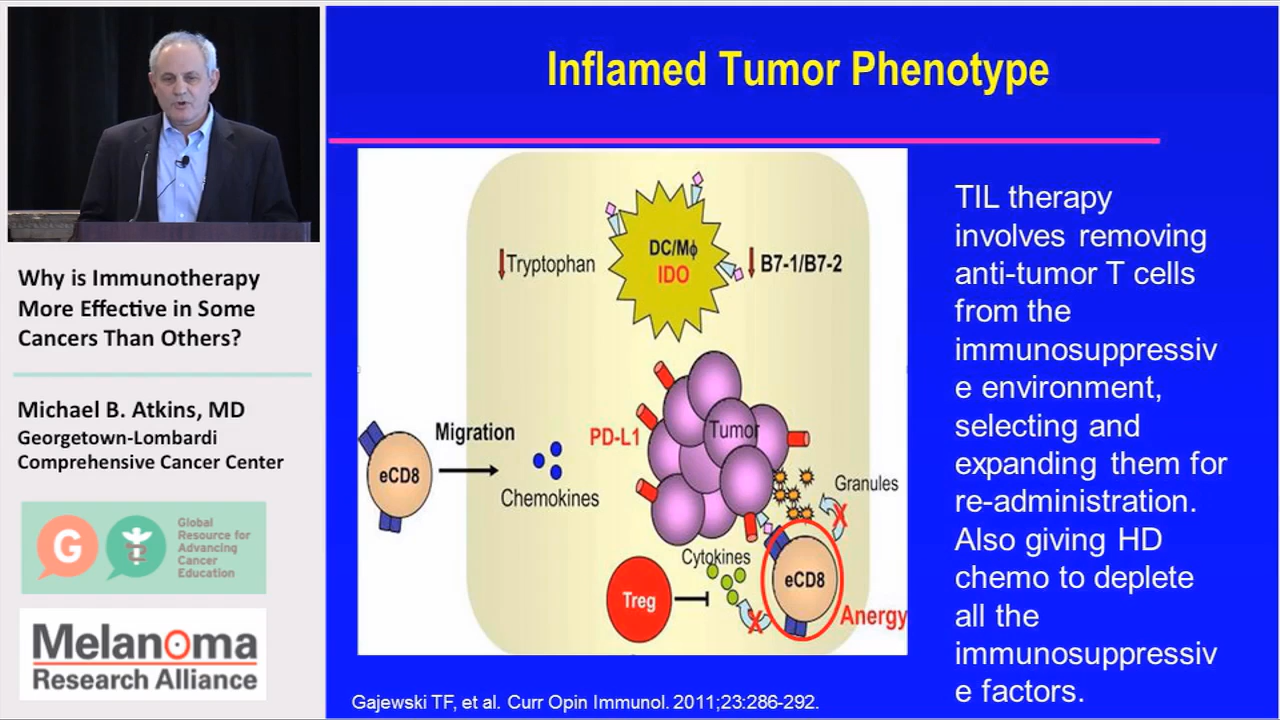 Inflamed Tumor Phenotype
Why is Immunotherapy
More Effective in Some
Cancers Than Others?
Michael B. Atkins, MD
Georgetown-Lombardi
Comprehensive Cancer Center
G
Global
Resource for
Advancing
Cancer
Education
Melanoma
Research Alliance
DC/Mϕ
IDO
↓Tryptophan
↓B7-1/B7-2
Migration
eCD8
Chemokines
PD-L1
Tumor
Granules
X
Cytokines
Treg
eCD8
X
Anergy
TIL therapy
involves removing
anti-tumor T cells
from the
immunosuppressiv
e environment,
selecting and
expanding them for
re-administration.
Also giving HD
chemo to deplete
all the
immunosuppressiv
e factors.
Gajewski TF, et al. Curr Opin Immunol. 2011;23:286-292.